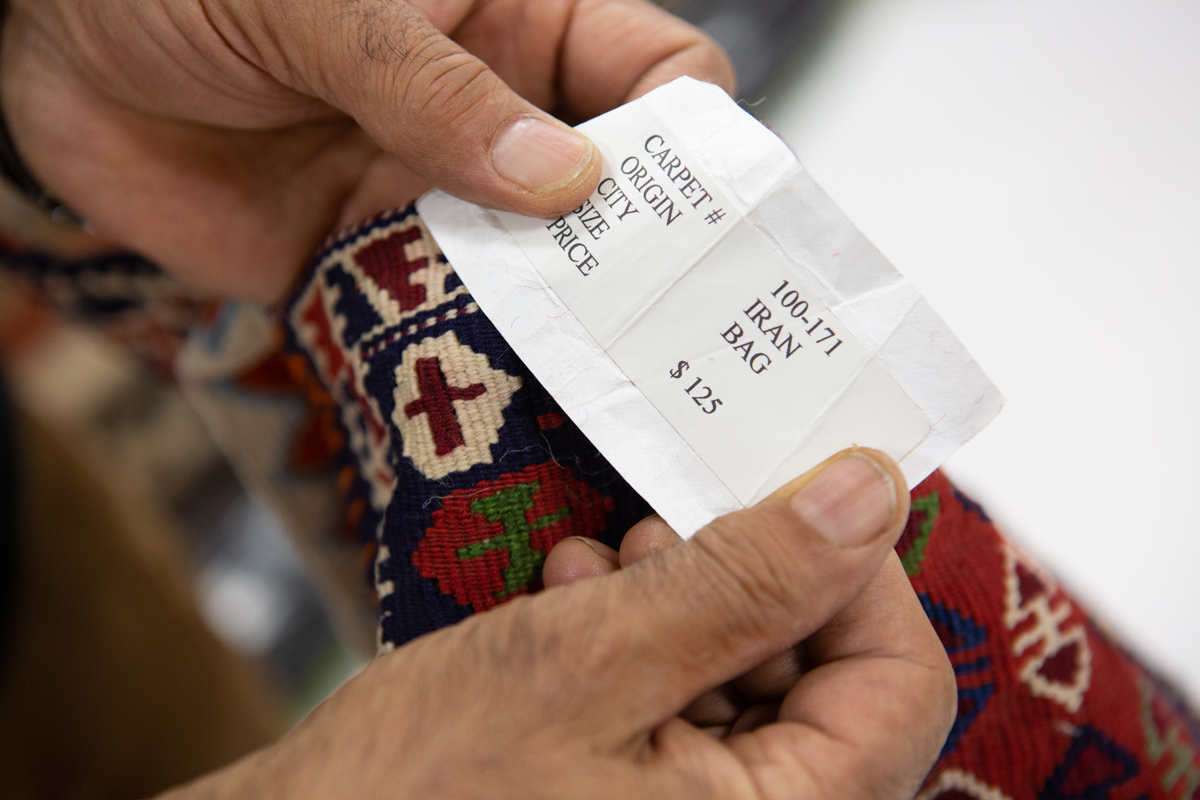 CARPET #
ORIGIN
CITY
SIZE
PRICE
100-171
IRAN
BAG
$ 125